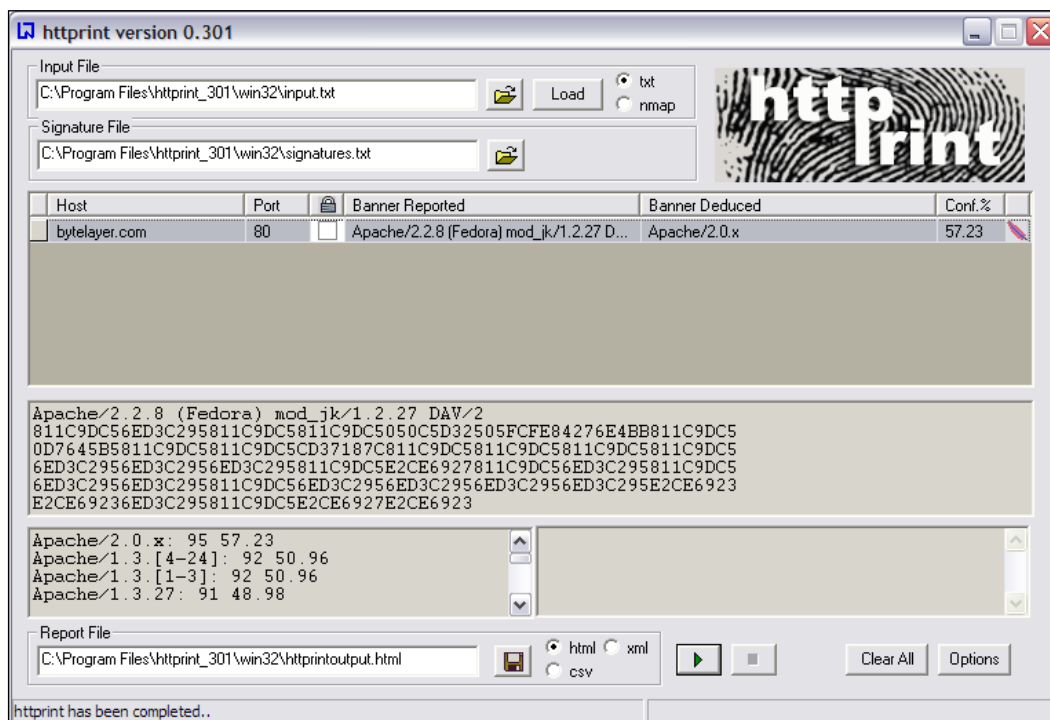 httprint version 0.301
Input File
C:\Program Files\httprint_301\win32\input.txt
Load
txt
nmap
http
print
Signature File
C:\Program Files\httprint_301\win32\signatures.txt
Host Port Banner Reported Banner Deduced Conf.%
bytelayer.com 80 Apache/2.2.8 (Fedora) mod_jk/1.2.27 D... Apache/2.0.x 57.23
Apache/2.2.8 (Fedora) mod_jk/1.2.27 DAV/2
811C9DC56ED3C295811C9DC5811C9DC5050C5D32505FCFE84276E4BB811C9DC5
0D7645B5811C9DC5811C9DC5CD37187C811C9DC5811C9DC5811C9DC5811C9DC5
6ED3C2956ED3C2956ED3C295811C9DC5E2CE6927811C9DC56ED3C295811C9DC5
6ED3C2956ED3C295811C9DC56ED3C2956ED3C2956ED3C2956ED3C295E2CE6923
E2CE69236ED3C295811C9DC5E2CE6927E2CE6923
Apache/2.0.x: 95 57.23
Apache/1.3.[4-24]: 92 50.96
Apache/1.3.[1-3]: 92 50.96
Apache/1.3.27: 91 48.98
Report File
C:\Program Files\httprint_301\win32\httprintoutput.html
html
xml
csv
Clear All
Options
httprint has been completed..